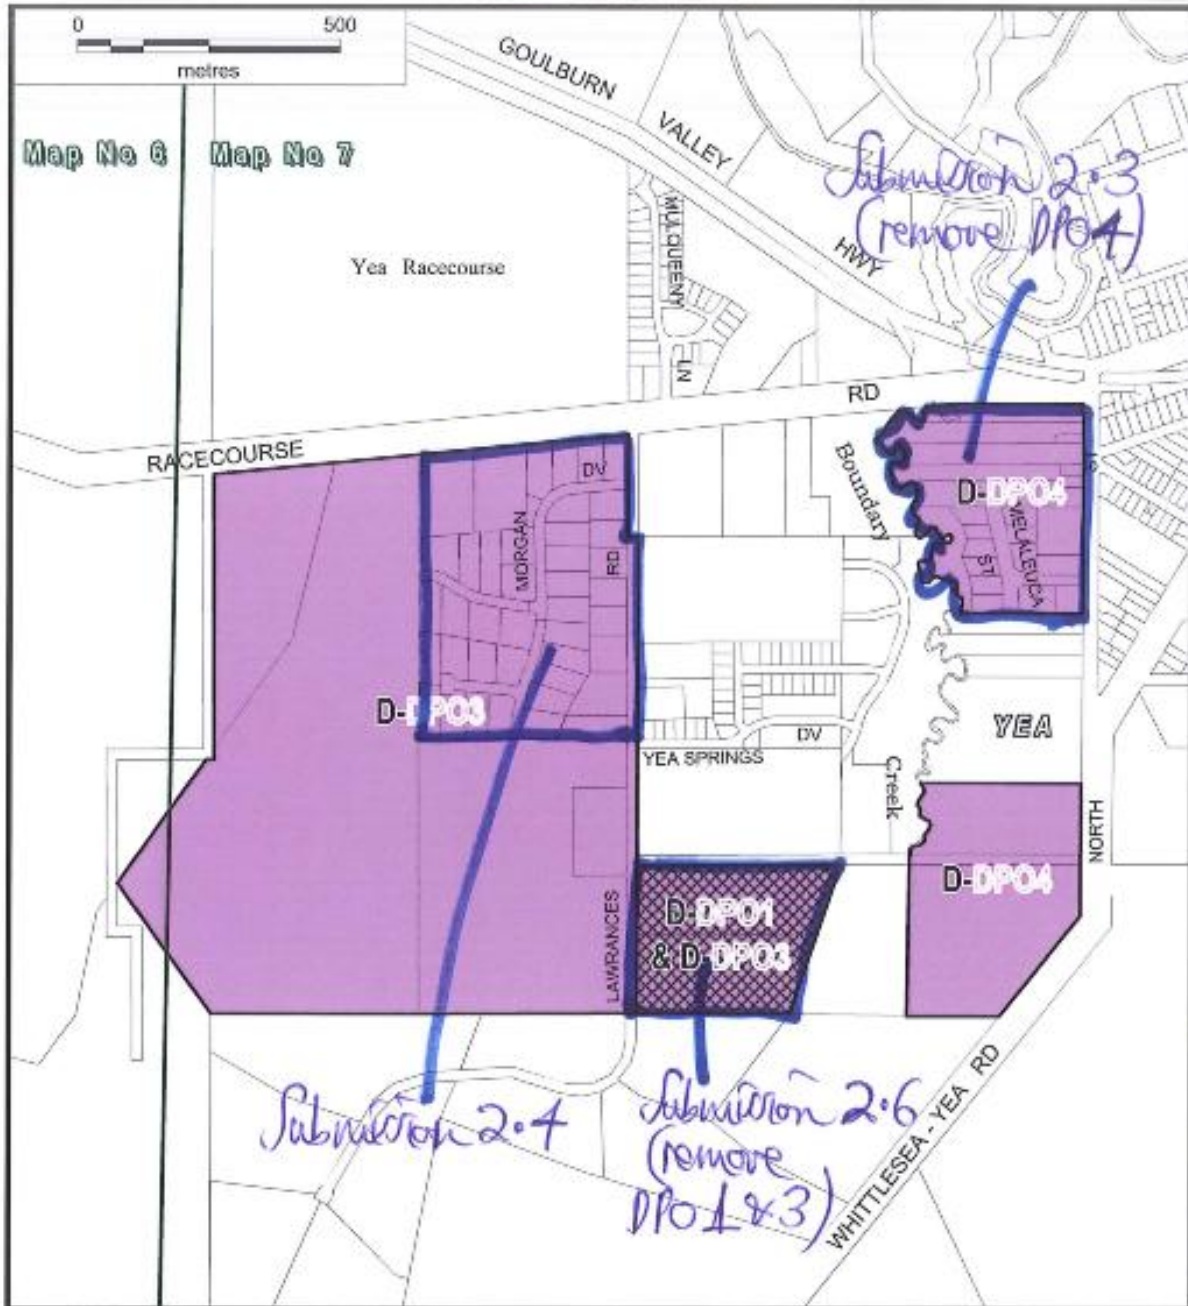 0 500
metres
GOULBURN
VALLEY
HWY
Map No 6
Map No 7
Submission 2.3
(remove DPO4)
Yea Racecourse
MULQUEENY
LN
RD
RACECOURSE
DV
MORGAN
RD
Boundary
D-DPO4
MELALEUCA
ST
D-DPO3
YEA
DV
YEA SPRINGS
Creek
NORTH
D-DPO4
D-DPO1
& D-DPO3
LAWRANCES
Submission 2.4
Submission 2.6
(remove
DPO1 & 3)
WHITTLESEA - YEA RD